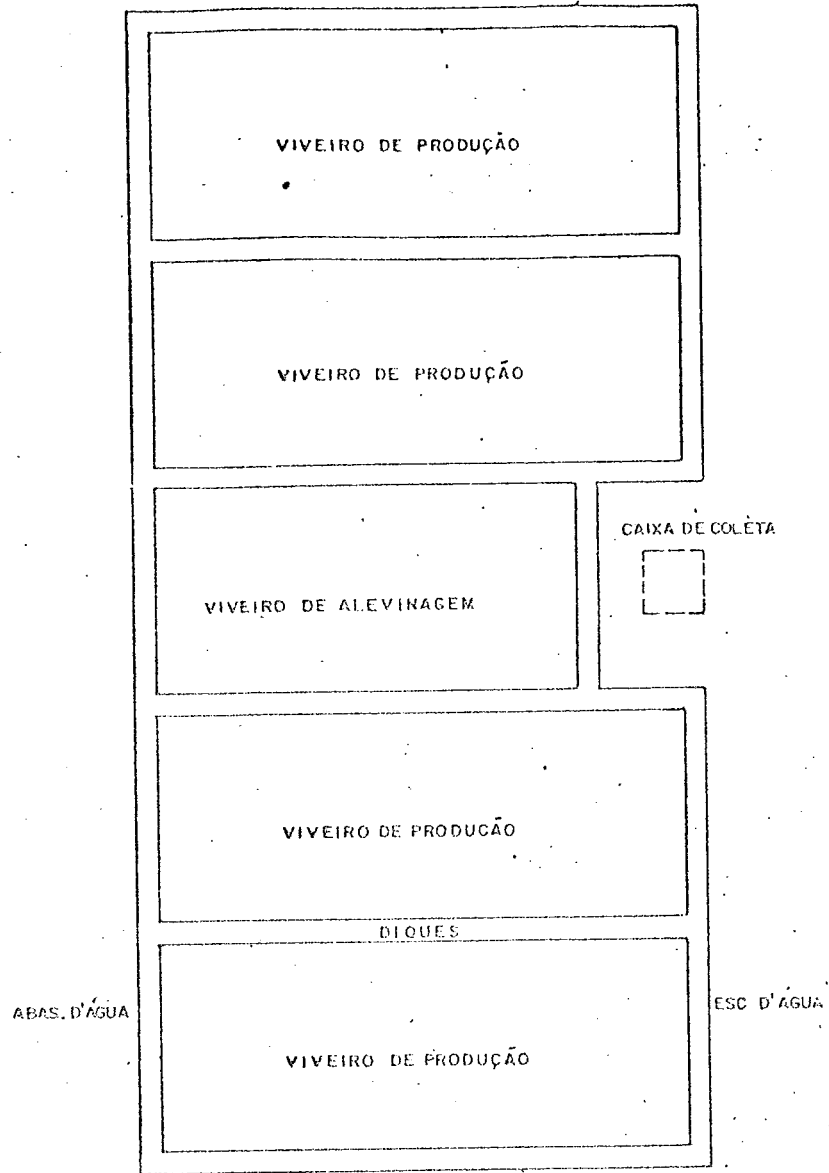 VIVEIRO DE PRODUÇÃO
VIVEIRO DE PRODUÇÃO
CAIXA DE COLÉTA
VIVEIRO DE ALEVINAGEM
VIVEIRO DE PRODUCÃO
DIQUES
ABAS. D'ÁGUA
ESC D'ÁGUA
VIVEIRO DE PRODUÇÃO